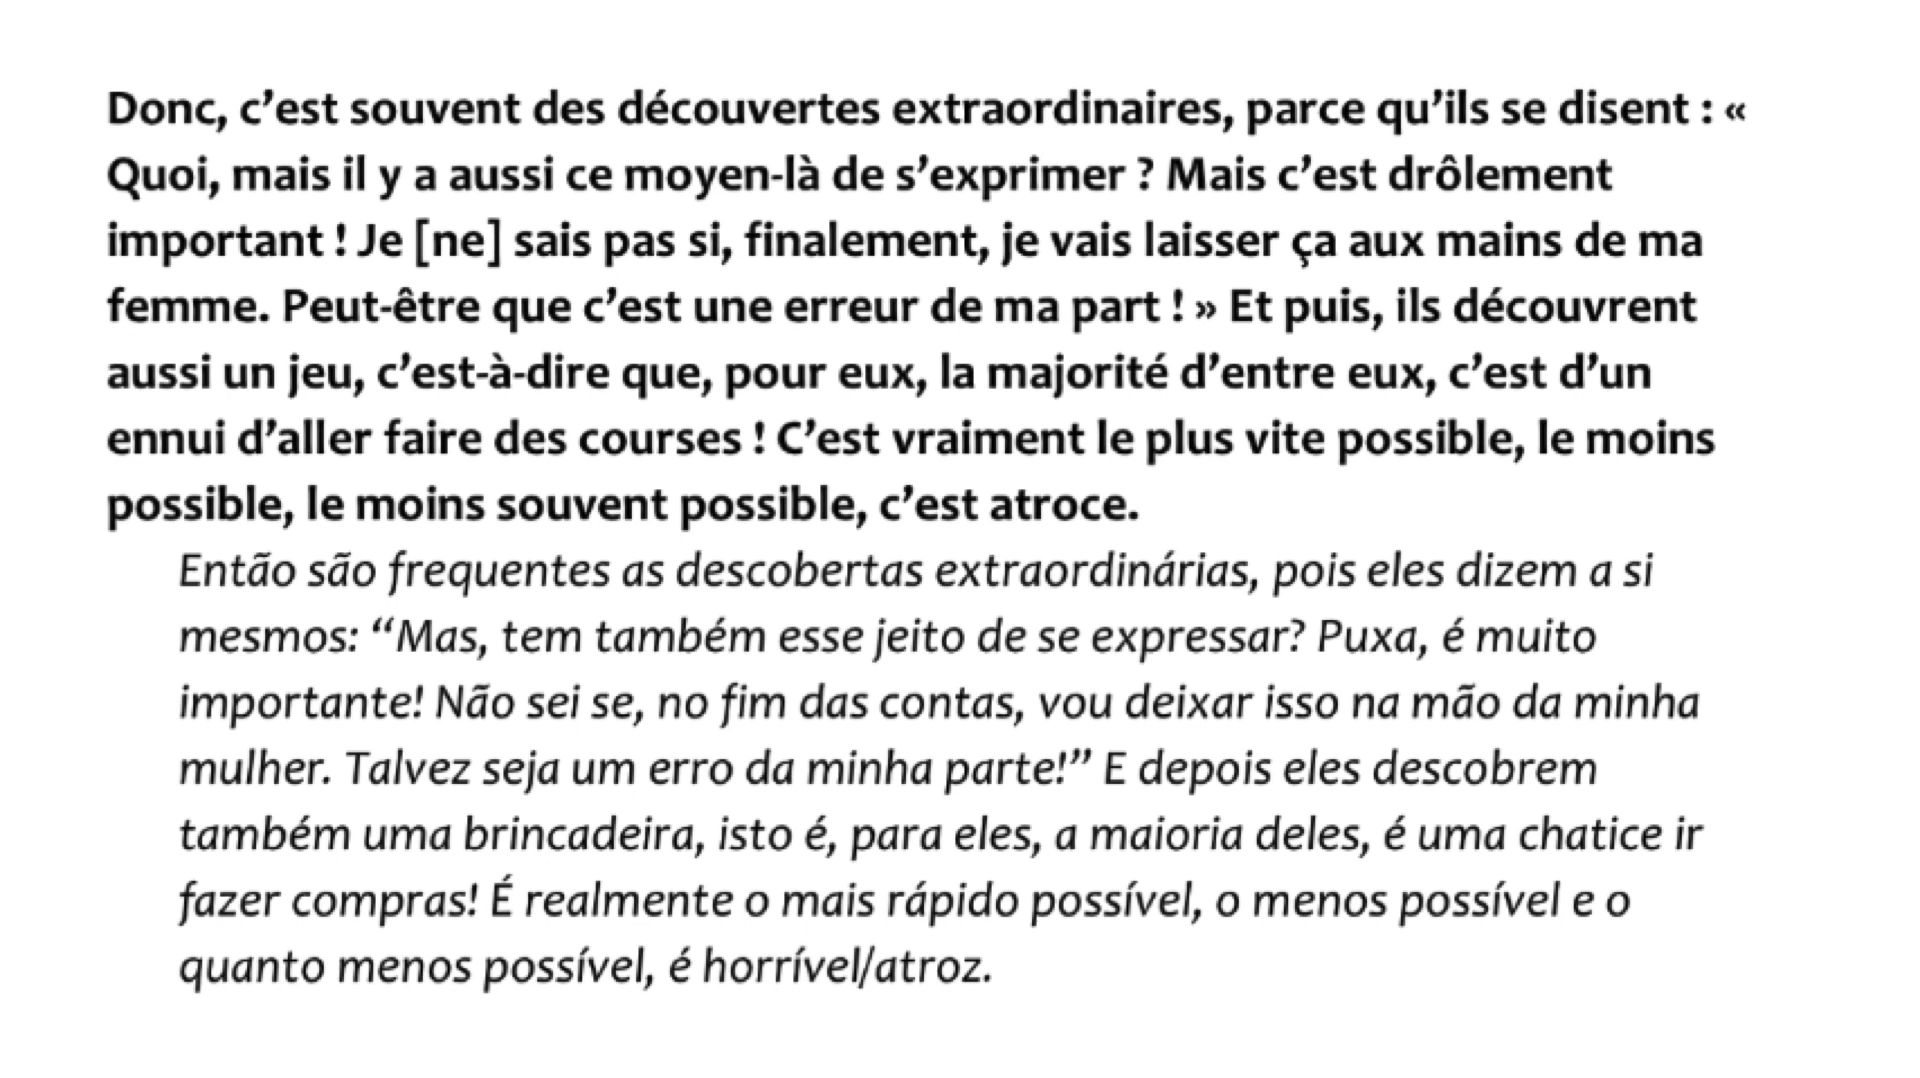 Donc, c’est souvent des découvertes extraordinaires, parce qu’ils se disent : «
Quoi, mais il y a aussi ce moyen-là de s’exprimer ? Mais c’est drôlement
important ! Je [ne] sais pas si, finalement, je vais laisser ça aux mains de ma
femme. Peut-être que c’est une erreur de ma part ! » Et puis, ils découvrent
aussi un jeu, c’est-à-dire que, pour eux, la majorité d’entre eux, c’est d’un
ennui d’aller faire des courses ! C’est vraiment le plus vite possible, le moins
possible, le moins souvent possible, c’est atroce.
Então são frequentes as descobertas extraordinárias, pois eles dizem a si
mesmos: “Mas, tem também esse jeito de se expressar? Puxa, é muito
importante! Não sei se, no fim das contas, vou deixar isso na mão da minha
mulher. Talvez seja um erro da minha parte!” E depois eles descobrem
também uma brincadeira, isto é, para eles, a maioria deles, é uma chatice ir
fazer compras! É realmente o mais rápido possível, o menos possível e o
quanto menos possível, é horrível/atroz.